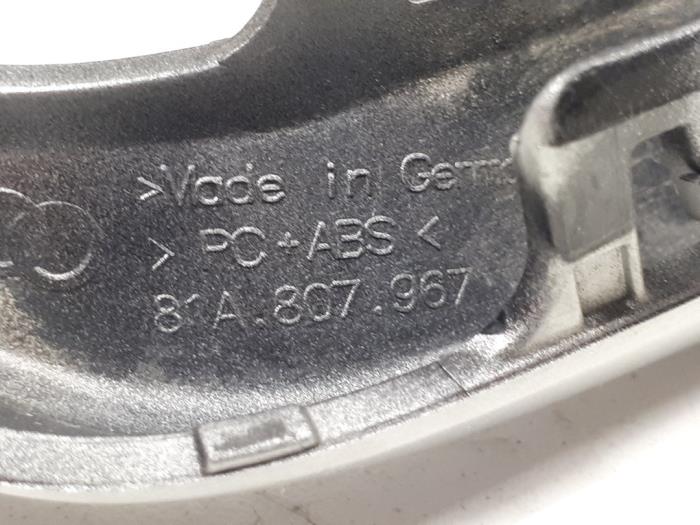 >Made in Germ
> PC+ABS <
81A.807.967